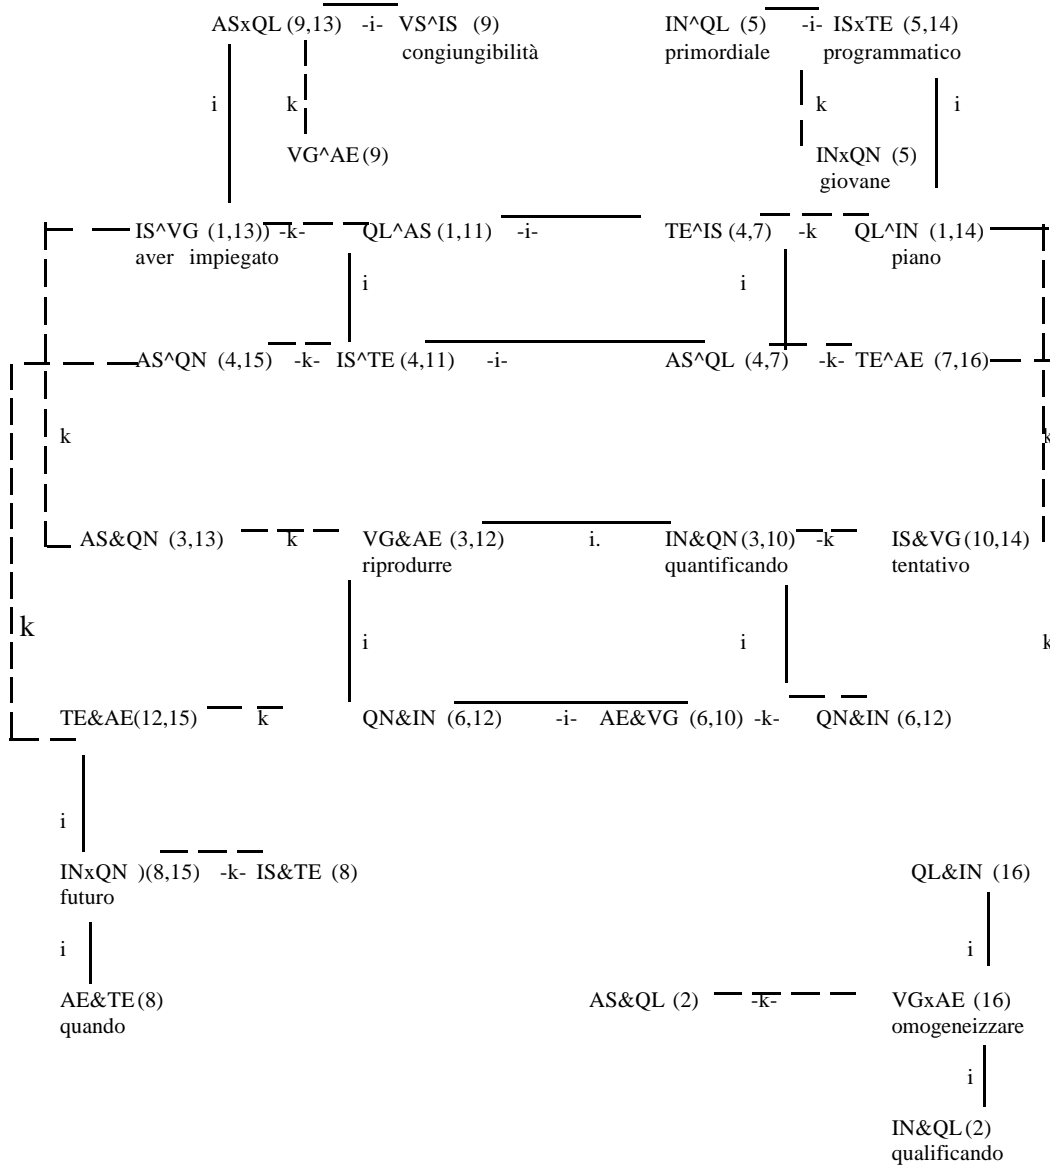 ASxQL (9,13) -i- VS^IS (9) IN^QL (5) -i- ISxTE (5,14)
congiungibilità primordiale programmatico
i k k i
VG^AE (9) INxQN (5)
giovane
IS^VG (1,13)) -k- QL^AS (1,11) -i- TE^IS (4,7) -k QL^IN (1,14)
aver impiegato piano
i i
AS^QN (4,15) -k- IS^TE (4,11) -i- AS^QL (4,7) -k- TE^AE (7,16)
k k
AS&QN (3,13) k VG&AE (3,12) i. IN&QN (3,10) -k IS&VG (10,14)
riprodurre quantificando tentativo
k i i k
TE&AE(12,15) k QN&IN (6,12) -i- AE&VG (6,10) -k- QN&IN (6,12)
i
INxQN )(8,15) -k- IS&TE (8) QL&IN (16)
futuro
i i
AE&TE (8) AS&QL (2) -k- VGxAE (16)
quando omogeneizzare
i
IN&QL (2)
qualificando